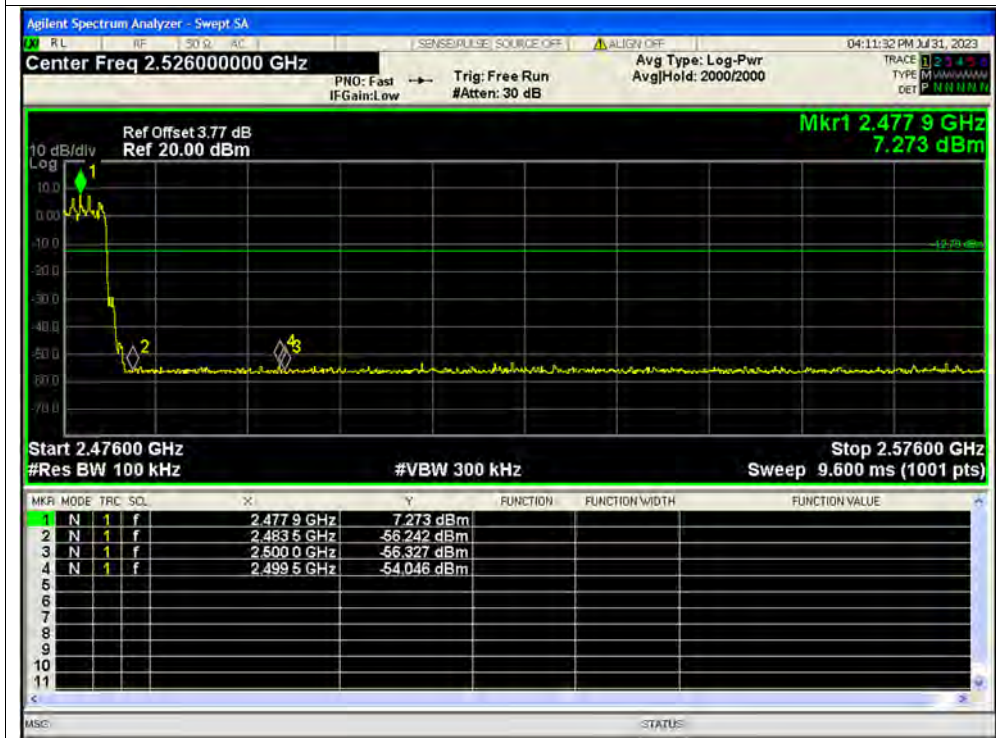 Agilent Spectrum Analyzer - Swept SA
RL RF 50 Ω AC SENSE:PULSE SOURCE OFF ALIGN OFF 04:11:32 PM Jul 31, 2023
Center Freq 2.526000000 GHz Avg Type: Log-Pwr TRACE 1 2 3 4 5 6
PNO: Fast Trig: Free Run Avg|Hold: 2000/2000 TYPE M
IFGain:Low #Atten: 30 dB DET P N N N N N
Mkr1 2.477 9 GHz
Ref Offset 3.77 dB
10 dB/div Ref 20.00 dBm 7.273 dBm
Log
1
10.0
0.00
-10.0
-12.73 dBm
-20.0
-30.0
-40.0
2 4 3
-50.0
-60.0
-70.0
Start 2.47600 GHz Stop 2.57600 GHz
#Res BW 100 kHz #VBW 300 kHz Sweep 9.600 ms (1001 pts)
MKR MODE TRC SCL X Y FUNCTION FUNCTION WIDTH FUNCTION VALUE
1 N 1 f 2.477 9 GHz 7.273 dBm
2 N 1 f 2.483 5 GHz -56.242 dBm
3 N 1 f 2.500 0 GHz -56.327 dBm
4 N 1 f 2.499 5 GHz -54.046 dBm
5
6
7
8
9
10
11
MSG STATUS